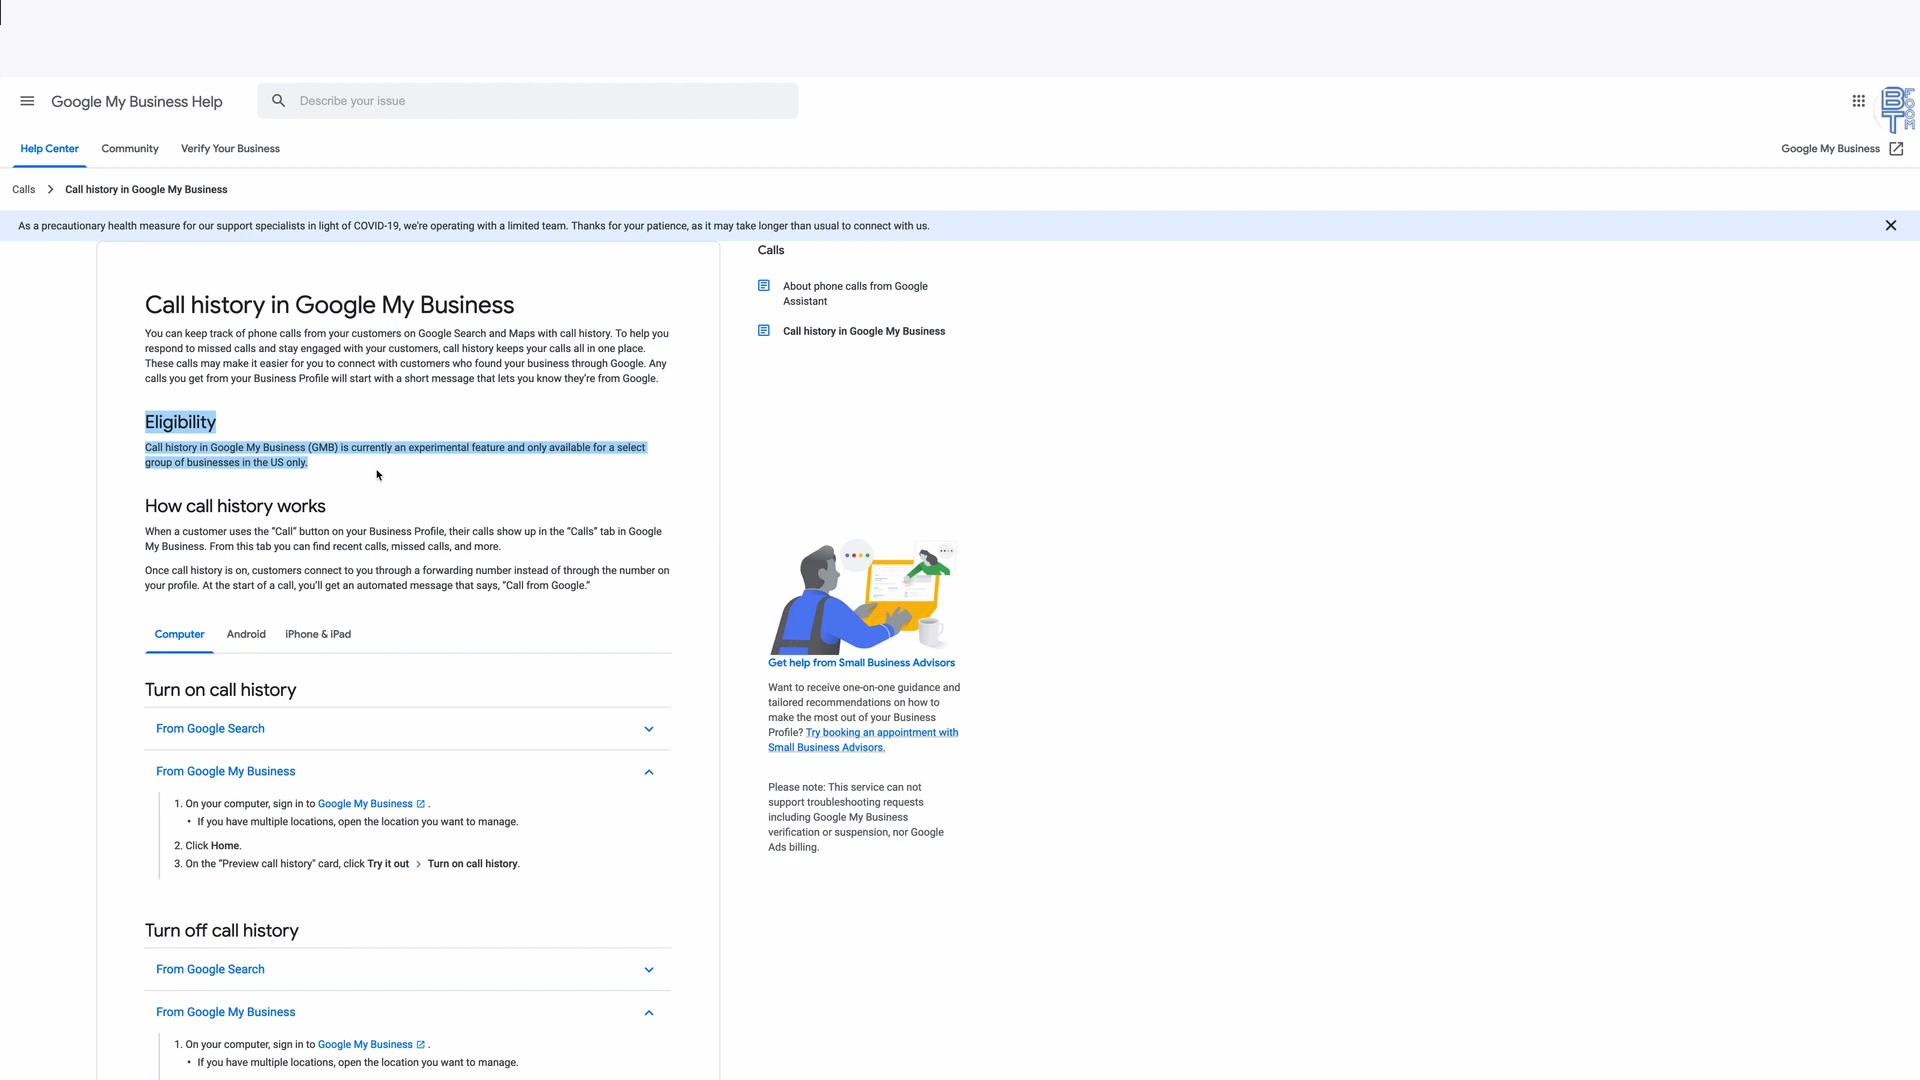 Google My Business Help
Describe your issue
BT FOOM
Help Center
Community
Verify Your Business
Google My Business
Calls
Call history in Google My Business
As a precautionary health measure for our support specialists in light of COVID-19, we're operating with a limited team. Thanks for your patience, as it may take longer than usual to connect with us.
Call history in Google My Business
You can keep track of phone calls from your customers on Google Search and Maps with call history. To help you
respond to missed calls and stay engaged with your customers, call history keeps your calls all in one place.
These calls may make it easier for you to connect with customers who found your business through Google. Any
calls you get from your Business Profile will start with a short message that lets you know they're from Google.
Eligibility
Call history in Google My Business (GMB) is currently an experimental feature and only available for a select
group of businesses in the US only.
How call history works
When a customer uses the “Call” button on your Business Profile, their calls show up in the “Calls” tab in Google
My Business. From this tab you can find recent calls, missed calls, and more.
Once call history is on, customers connect to you through a forwarding number instead of through the number on
your profile. At the start of a call, you’ll get an automated message that says, “Call from Google.”
Computer
Android
iPhone & iPad
Turn on call history
From Google Search
From Google My Business
1. On your computer, sign in to Google My Business .
• If you have multiple locations, open the location you want to manage.
2. Click Home.
3. On the “Preview call history” card, click Try it out > Turn on call history.
Turn off call history
From Google Search
From Google My Business
1. On your computer, sign in to Google My Business .
• If you have multiple locations, open the location you want to manage.
Calls
About phone calls from Google
Assistant
Call history in Google My Business
Get help from Small Business Advisors
Want to receive one-on-one guidance and
tailored recommendations on how to
make the most out of your Business
Profile? Try booking an appointment with
Small Business Advisors.
Please note: This service can not
support troubleshooting requests
including Google My Business
verification or suspension, nor Google
Ads billing.